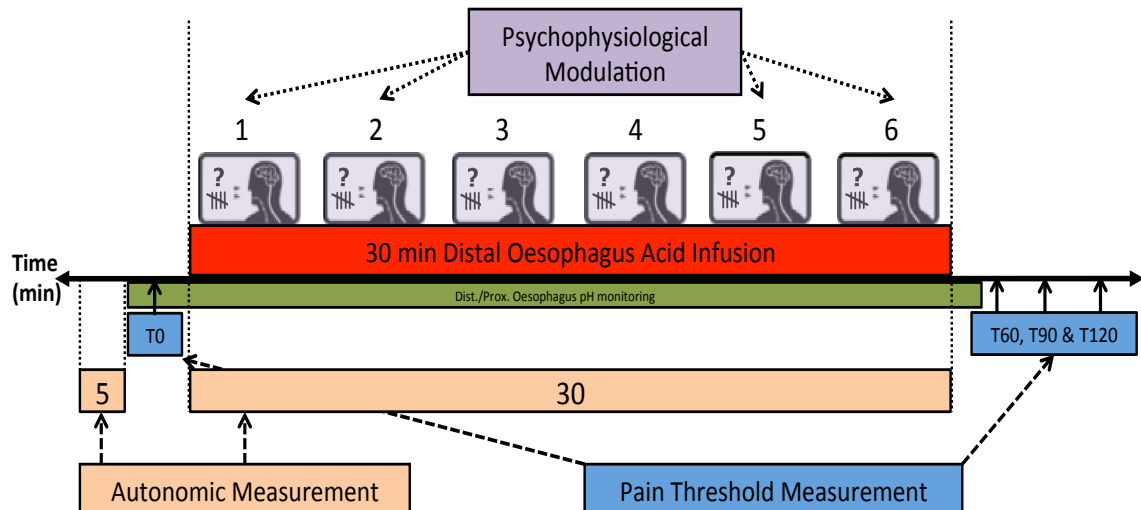 Psychophysiological
Modulation
1 2 3 4 5 6
? ? ? ? ? ?
30 min Distal Oesophagus Acid Infusion
Time
(min)
Dist./Prox. Oesophagus pH monitoring
T0
T60, T90 & T120
5
30
Autonomic Measurement
Pain Threshold Measurement